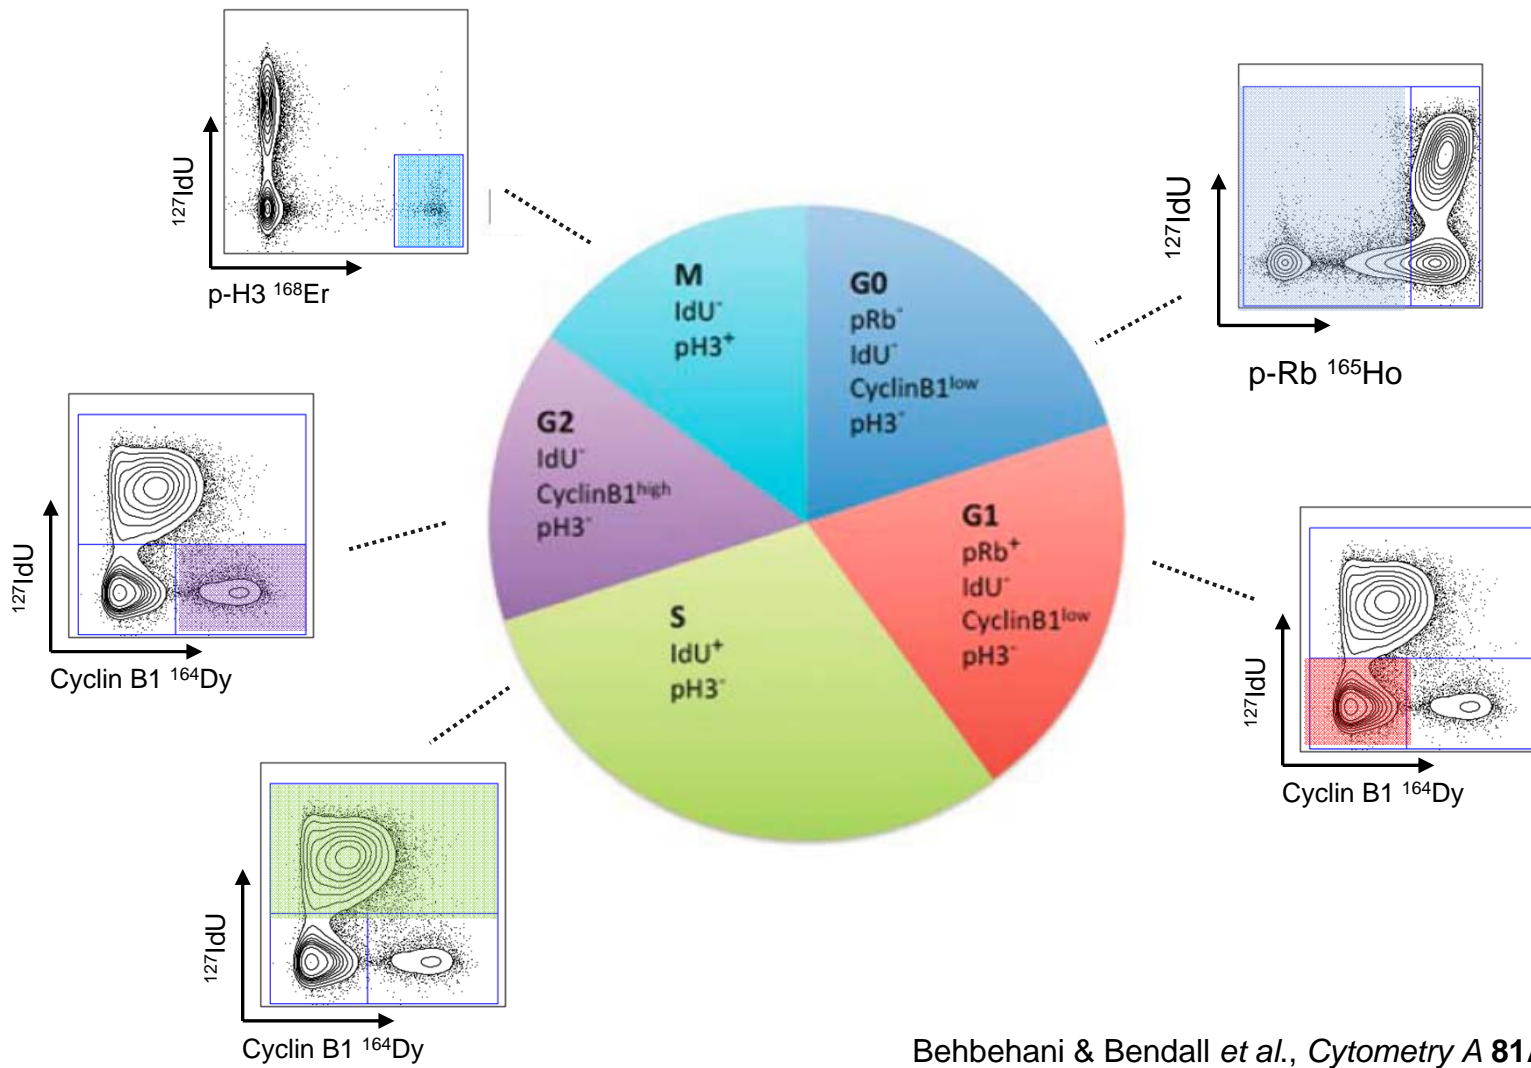 ¹²⁷IdU
p-H3 ¹⁶⁸Er
¹²⁷IdU
p-Rb ¹⁶⁵Ho
M
IdU⁻
pH3⁺
G0
pRb⁻
IdU⁻
CyclinB1ˡᵒʷ
pH3⁻
G2
IdU⁻
CyclinB1ʰⁱᵍʰ
pH3⁻
G1
pRb⁺
IdU⁻
CyclinB1ˡᵒʷ
pH3⁻
S
IdU⁺
pH3⁻
¹²⁷IdU
Cyclin B1 ¹⁶⁴Dy
¹²⁷IdU
Cyclin B1 ¹⁶⁴Dy
¹²⁷IdU
Cyclin B1 ¹⁶⁴Dy
Behbehani & Bendall et al., Cytometry A 81